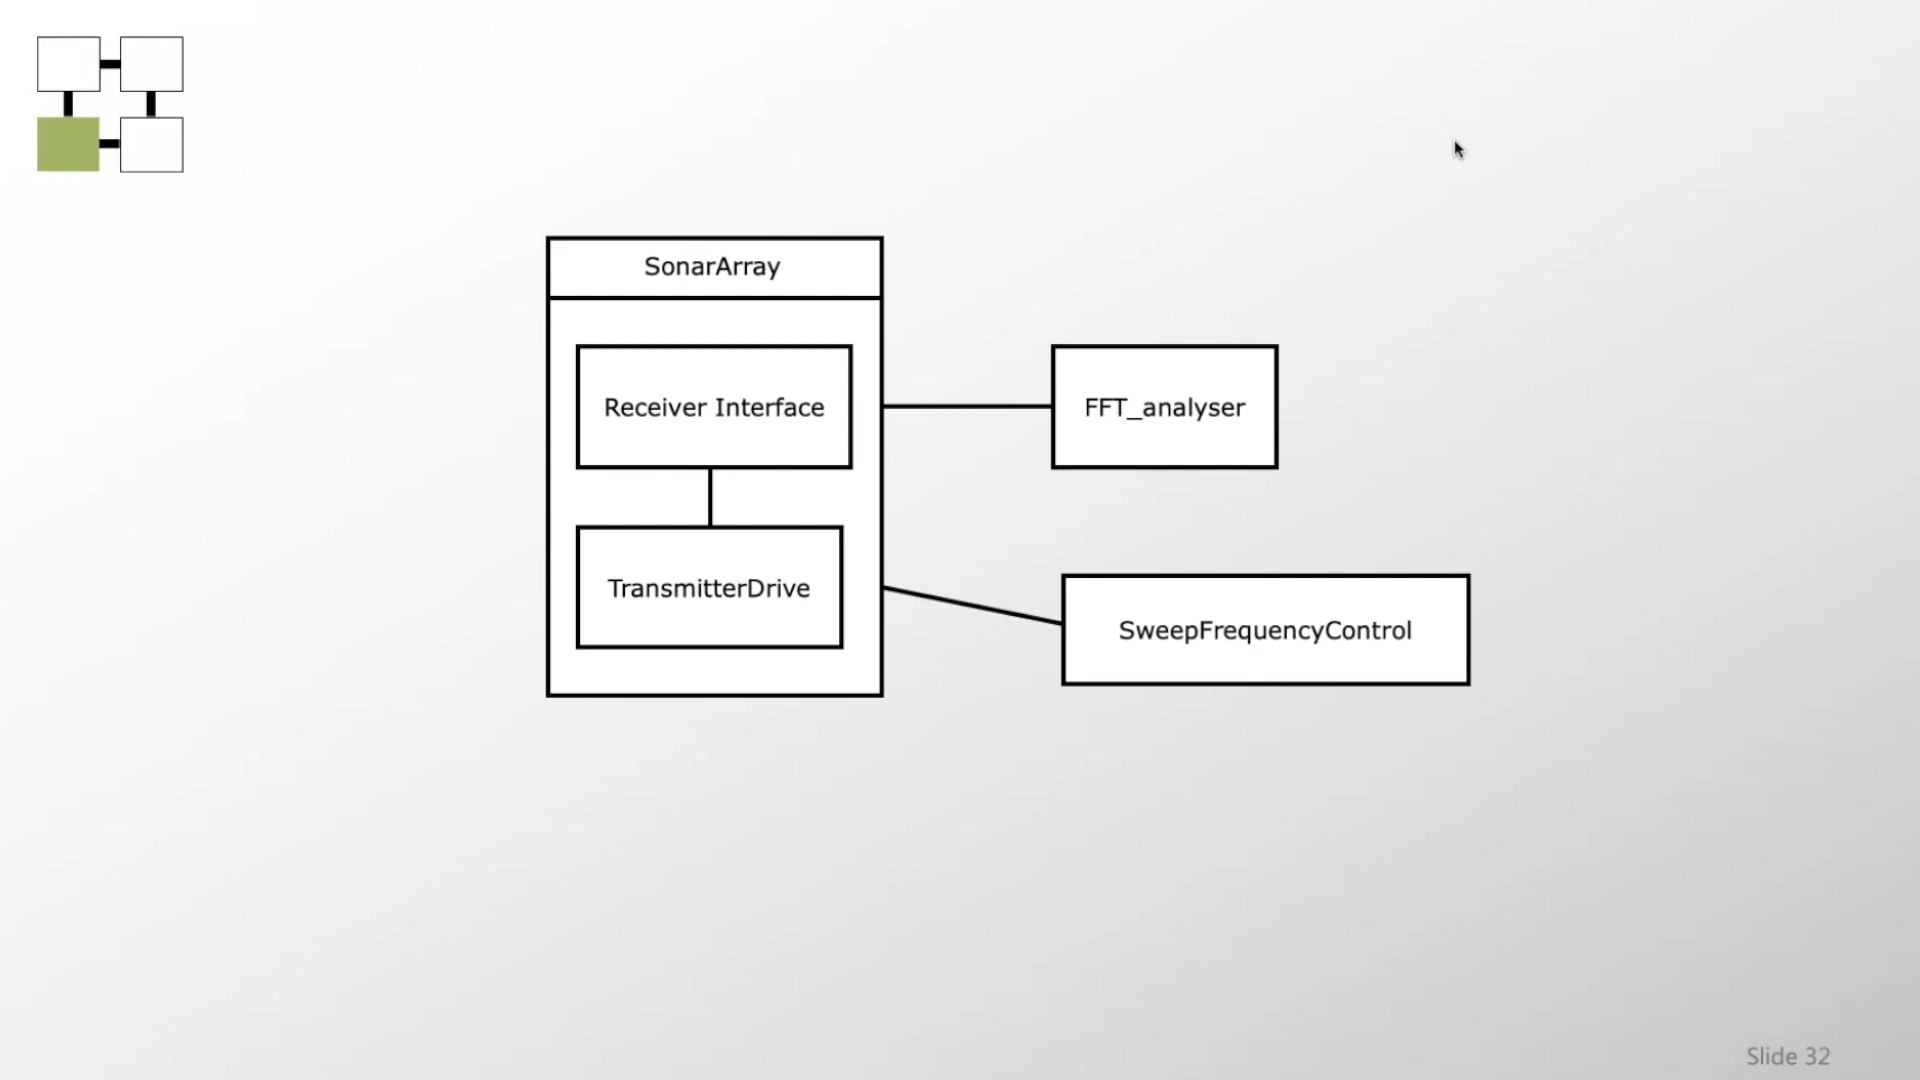 SonarArray
Receiver Interface
FFT_analyser
TransmitterDrive
SweepFrequencyControl
Slide 32